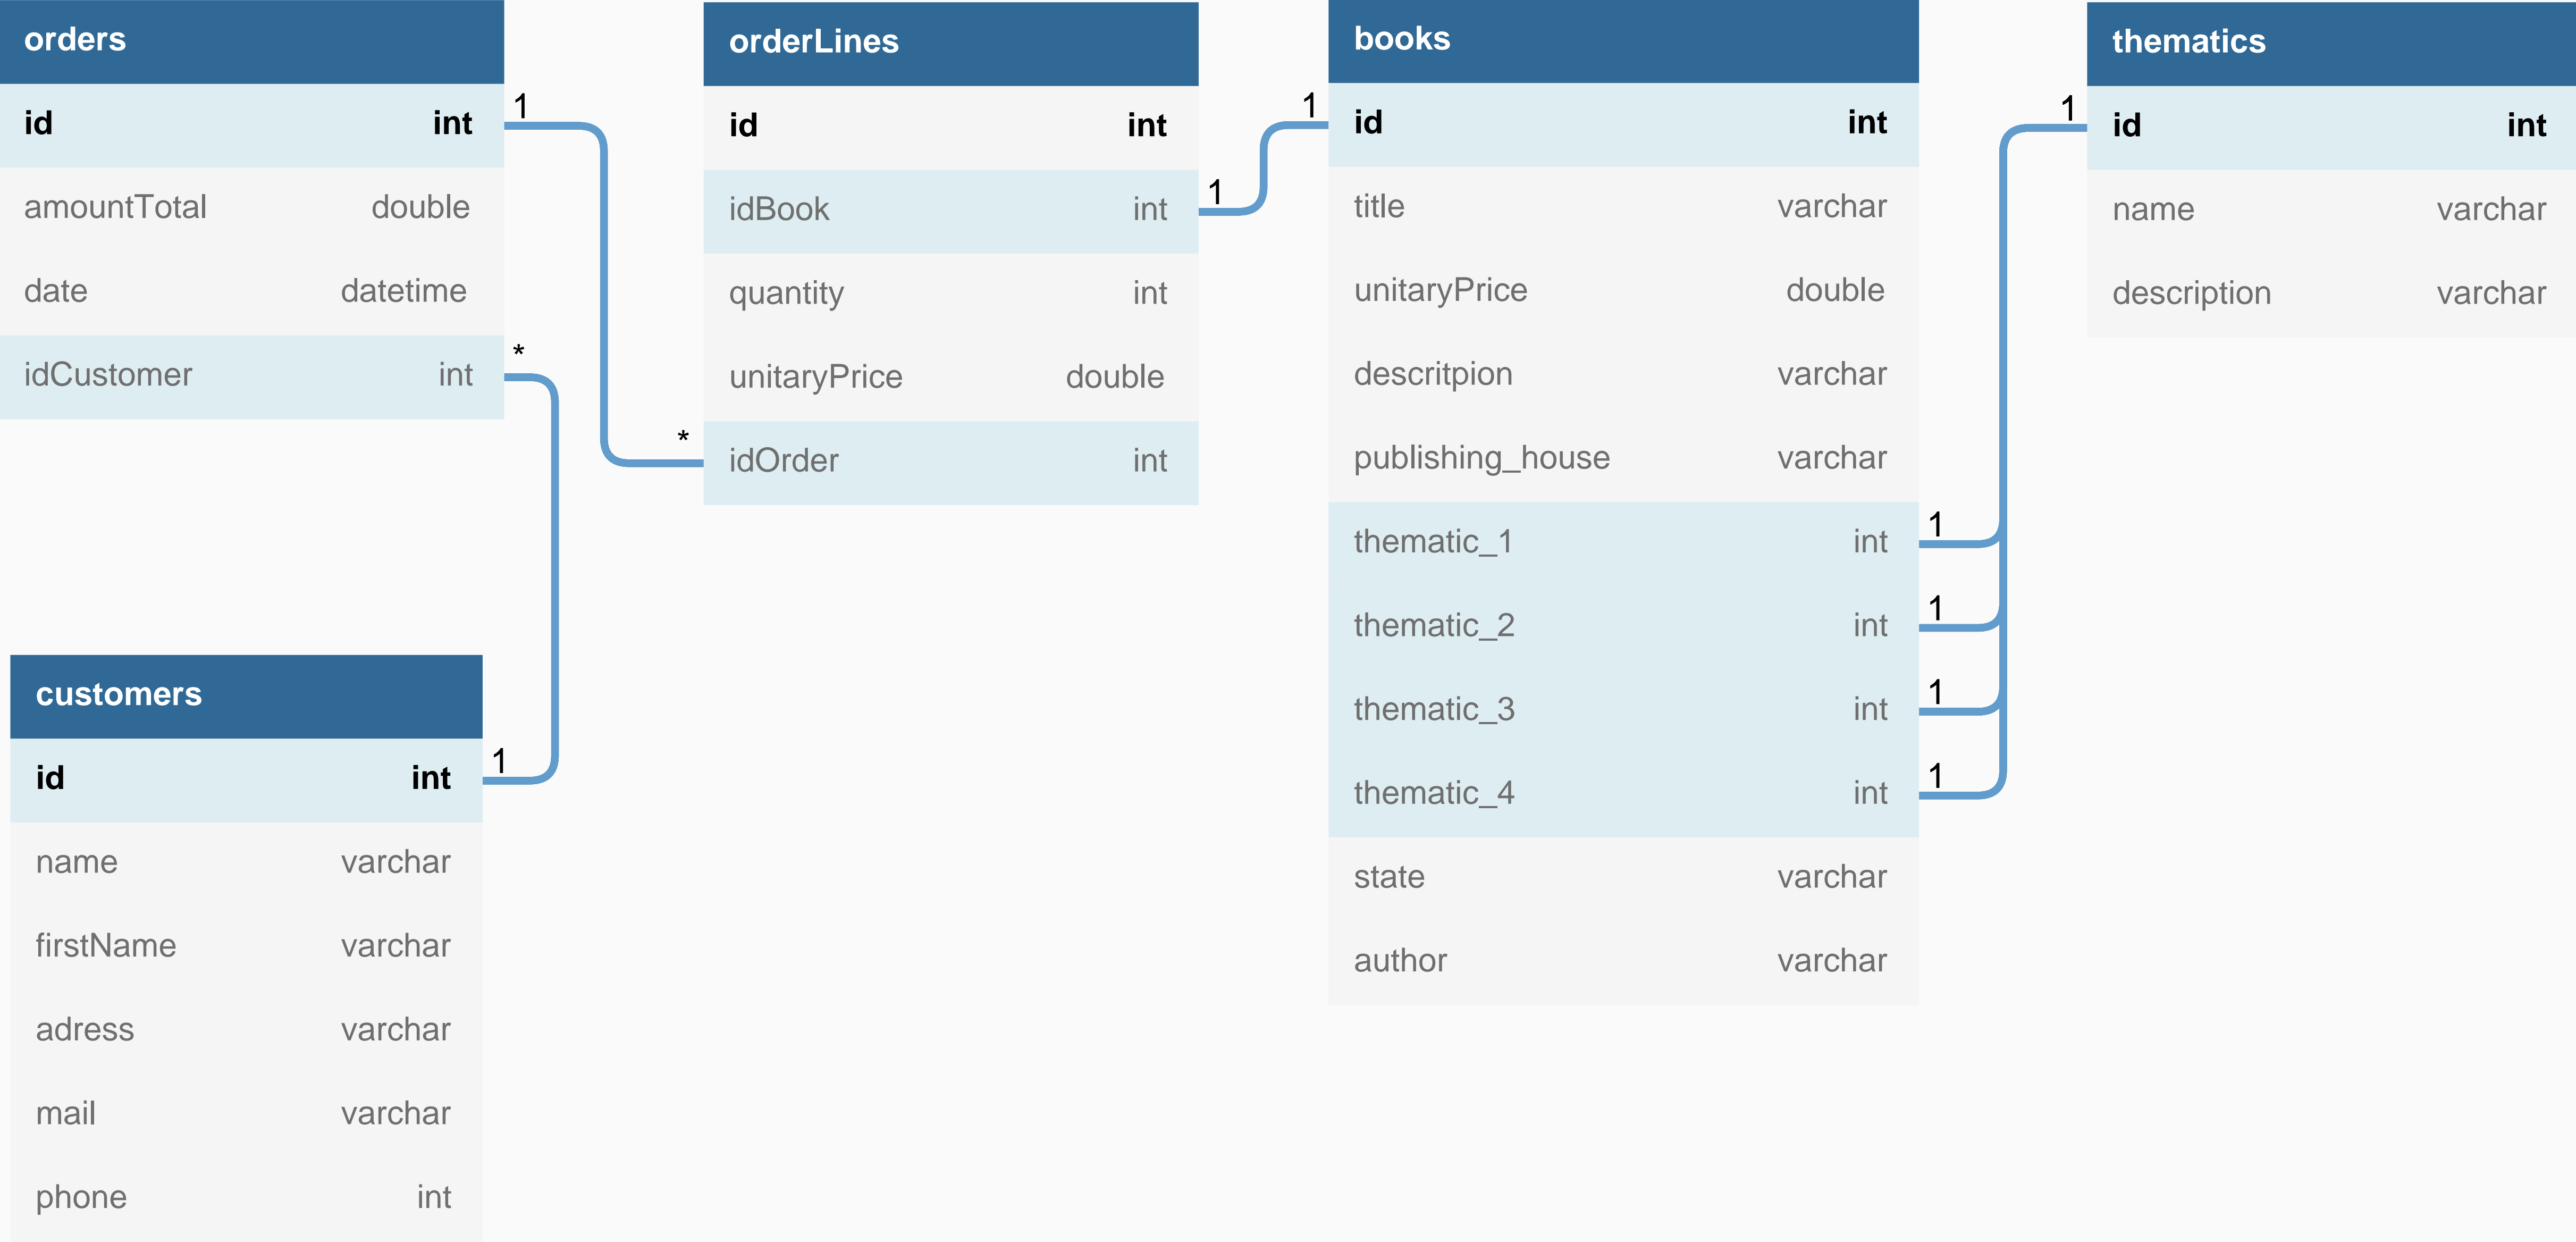 orders
id int
amountTotal double
date datetime
idCustomer int
1
*
customers
id int
name varchar
firstName varchar
adress varchar
mail varchar
phone int
1
orderLines
id int
idBook int
quantity int
unitaryPrice double
idOrder int
*
1
1
books
id int
title varchar
unitaryPrice double
descritpion varchar
publishing_house varchar
thematic_1 int
thematic_2 int
thematic_3 int
thematic_4 int
state varchar
author varchar
1
1
1
1
1
thematics
id int
name varchar
description varchar